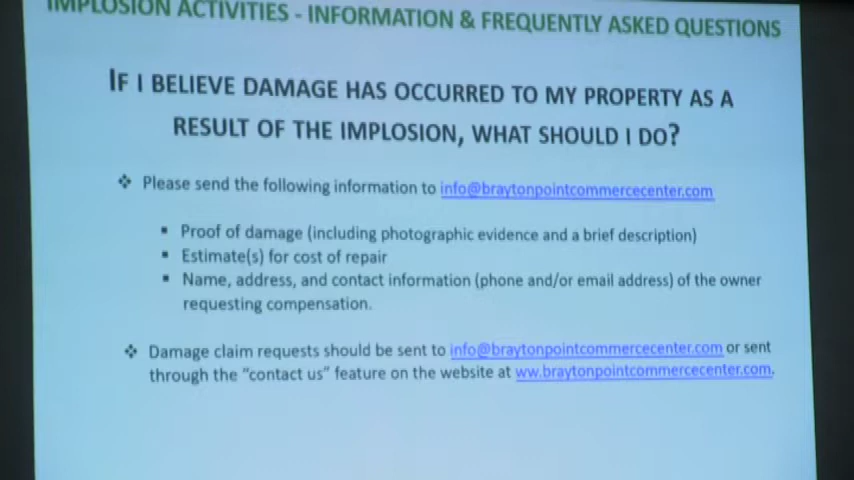 IMPLOSION ACTIVITIES - INFORMATION & FREQUENTLY ASKED QUESTIONS
IF I BELIEVE DAMAGE HAS OCCURRED TO MY PROPERTY AS A
RESULT OF THE IMPLOSION, WHAT SHOULD I DO?
❖ Please send the following information to info@braytonpointcommercecenter.com
▪ Proof of damage (including photographic evidence and a brief description)
▪ Estimate(s) for cost of repair
▪ Name, address, and contact information (phone and/or email address) of the owner
requesting compensation.
❖ Damage claim requests should be sent to info@braytonpointcommercecenter.com or sent
through the “contact us” feature on the website at ww.braytonpointcommercecenter.com.